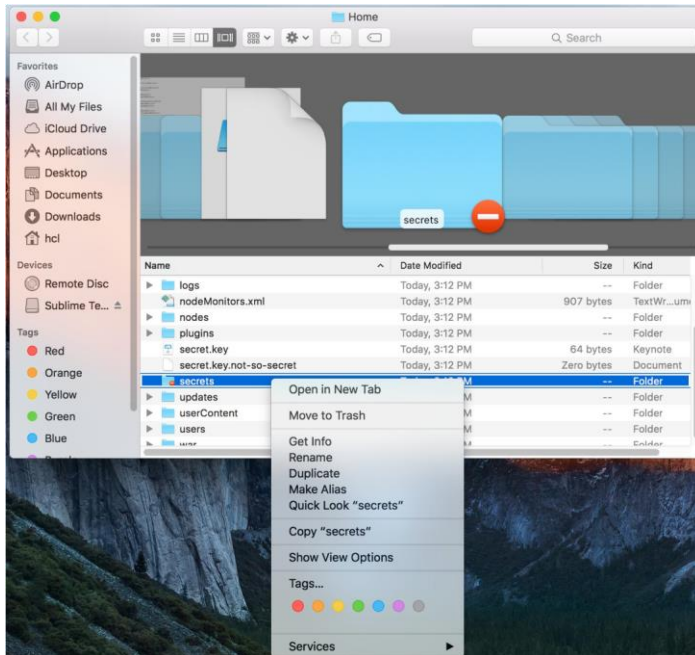 Home
Search
Favorites
AirDrop
All My Files
iCloud Drive
Applications
Desktop
Documents
Downloads
hcl
Devices
Remote Disc
Sublime Te...
Tags
Red
Orange
Yellow
Green
Blue
secrets
Name Date Modified Size Kind
logs Today, 3:12 PM -- Folder
nodeMonitors.xml Today, 3:12 PM 907 bytes TextWr...ume
nodes Today, 3:12 PM -- Folder
plugins Today, 3:12 PM -- Folder
secret.key Today, 3:12 PM 64 bytes Keynote
secret.key.not-so-secret Today, 3:12 PM Zero bytes Document
secrets -- Folder
updates M -- Folder
userContent M -- Folder
users M -- Folder
war M -- Folder
Open in New Tab
Move to Trash
Get Info
Rename
Duplicate
Make Alias
Quick Look “secrets”
Copy “secrets”
Show View Options
Tags...
Services